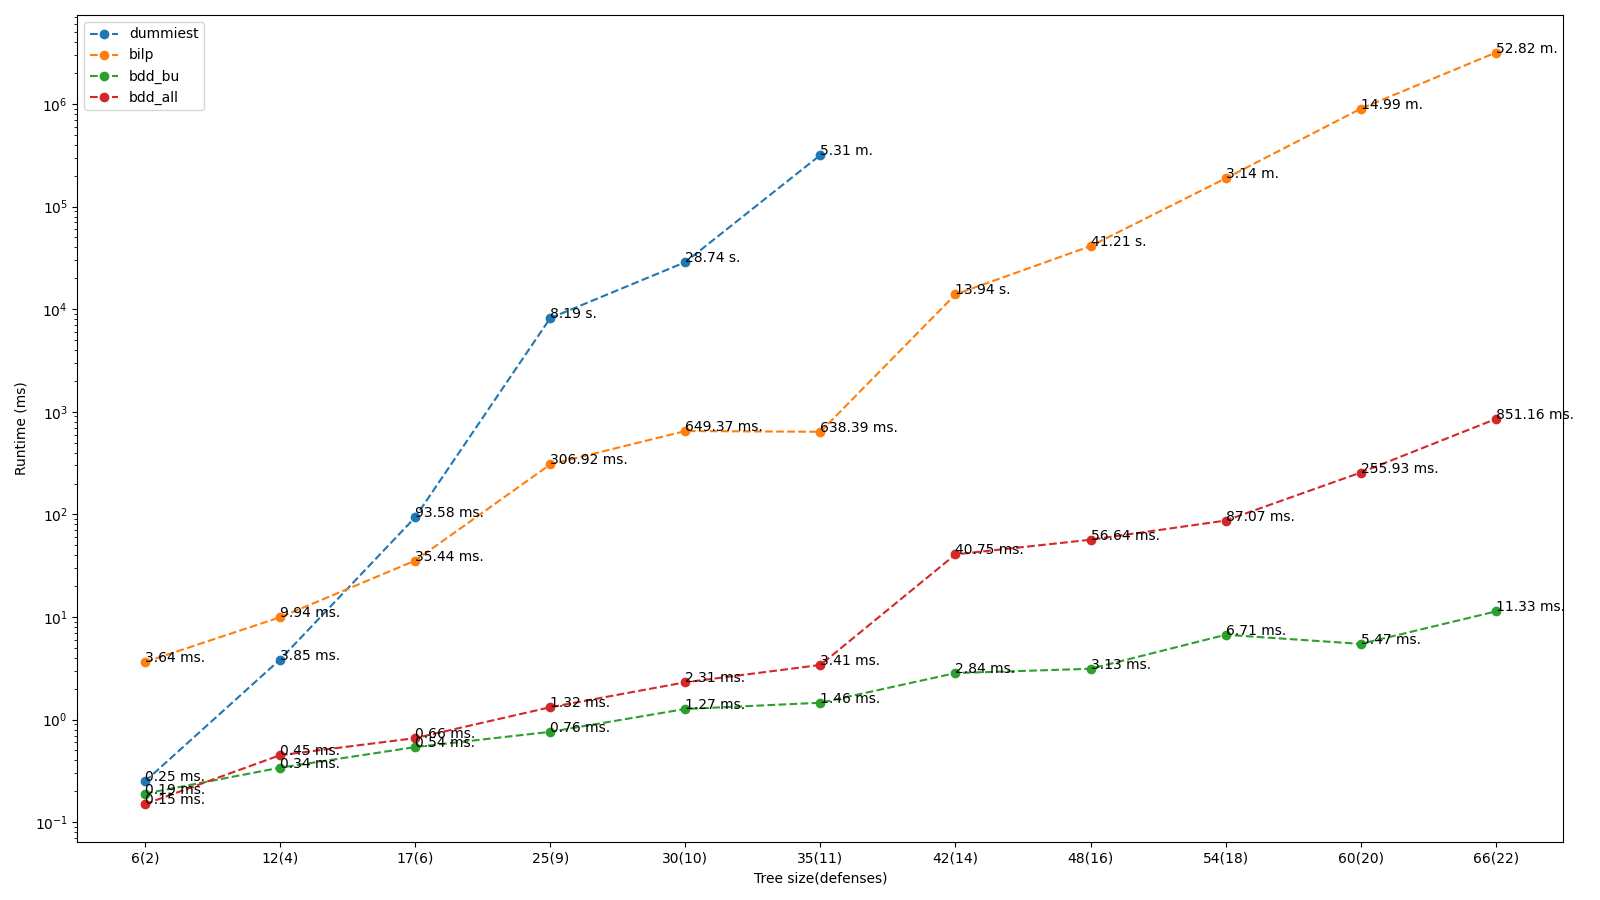 dummiest
bilp
bdd_bu
bdd_all
Runtime (ms)
10^6
10^5
10^4
10^3
10^2
10^1
10^0
10^-1
52.82 m.
14.99 m.
5.31 m.
3.14 m.
41.21 s.
28.74 s.
13.94 s.
8.19 s.
851.16 ms.
649.37 ms.
638.39 ms.
306.92 ms.
255.93 ms.
93.58 ms.
87.07 ms.
35.44 ms.
56.64 ms.
40.75 ms.
9.94 ms.
11.33 ms.
3.64 ms.
3.85 ms.
6.71 ms.
5.47 ms.
3.41 ms.
2.84 ms.
3.13 ms.
2.31 ms.
1.32 ms.
1.27 ms.
1.46 ms.
0.66 ms.
0.54 ms.
0.76 ms.
0.45 ms.
0.34 ms.
0.25 ms.
0.19 ms.
0.15 ms.
6(2) 12(4) 17(6) 25(9) 30(10) 35(11) 42(14) 48(16) 54(18) 60(20) 66(22)
Tree size(defenses)